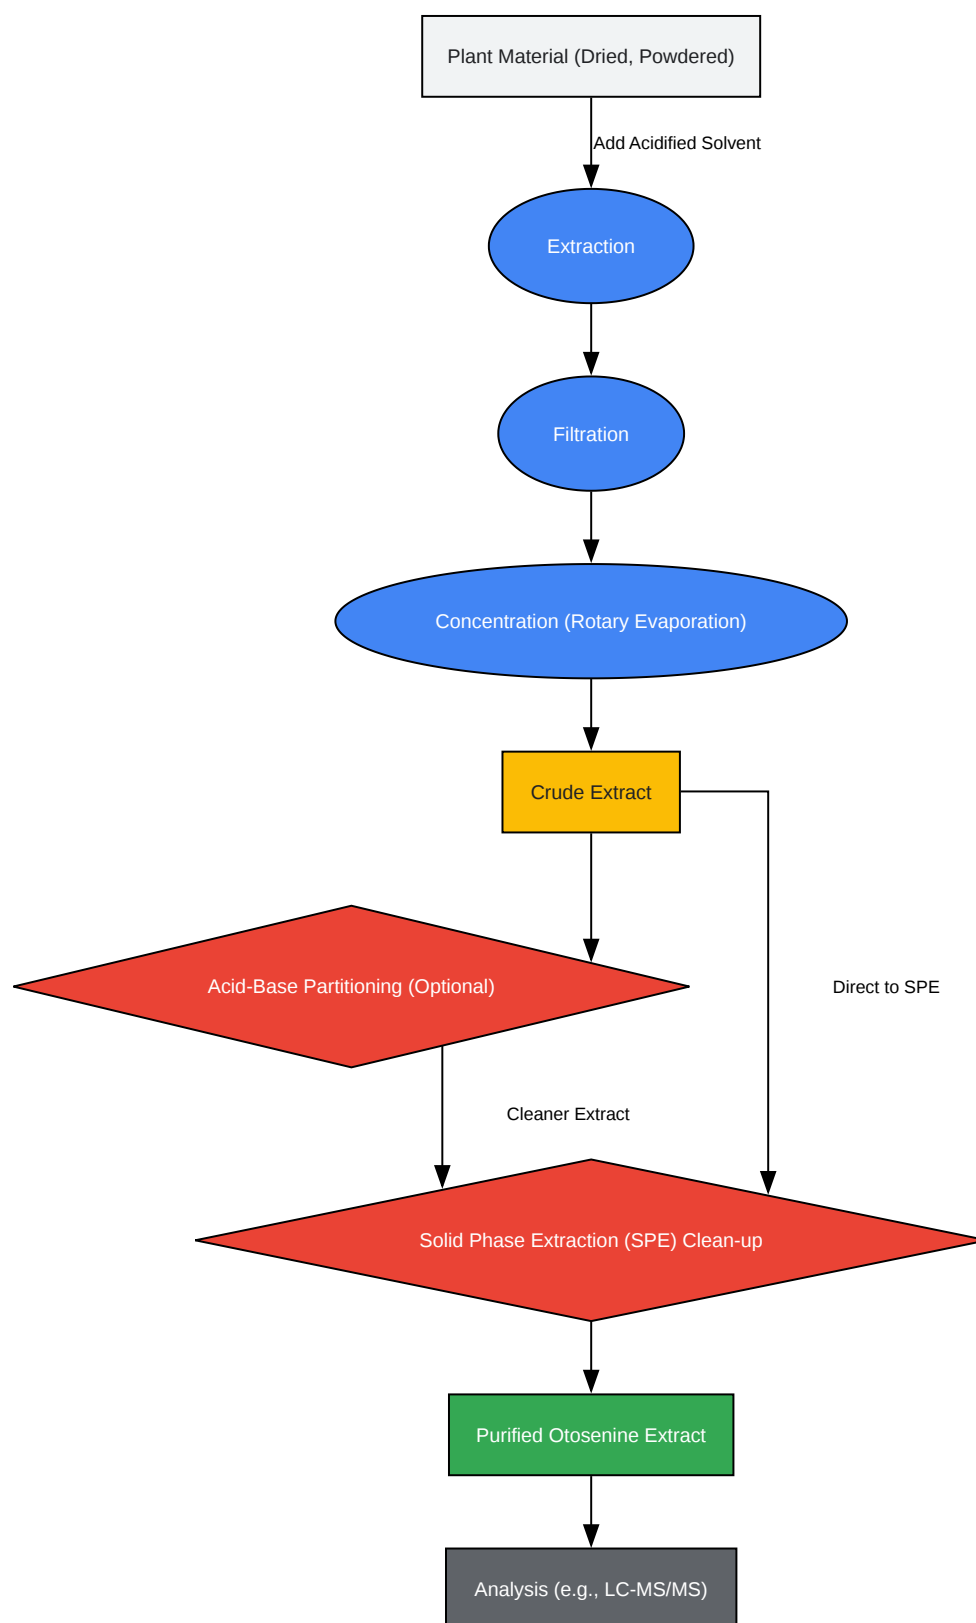 Plant Material (Dried, Powdered)
Add Acidified Solvent
Extraction
Filtration
Concentration (Rotary Evaporation)
Crude Extract
Acid-Base Partitioning (Optional)
Direct to SPE
Cleaner Extract
Solid Phase Extraction (SPE) Clean-up
Purified Otosenine Extract
Analysis (e.g., LC-MS/MS)